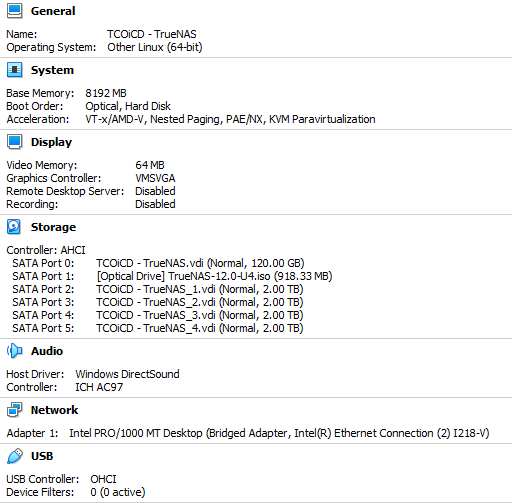 General
Name: TCOiCD - TrueNAS
Operating System: Other Linux (64-bit)
System
Base Memory: 8192 MB
Boot Order: Optical, Hard Disk
Acceleration: VT-x/AMD-V, Nested Paging, PAE/NX, KVM Paravirtualization
Display
Video Memory: 64 MB
Graphics Controller: VMSVGA
Remote Desktop Server: Disabled
Recording: Disabled
Storage
Controller: AHCI
SATA Port 0: TCOiCD - TrueNAS.vdi (Normal, 120.00 GB)
SATA Port 1: [Optical Drive] TrueNAS-12.0-U4.iso (918.33 MB)
SATA Port 2: TCOiCD - TrueNAS_1.vdi (Normal, 2.00 TB)
SATA Port 3: TCOiCD - TrueNAS_2.vdi (Normal, 2.00 TB)
SATA Port 4: TCOiCD - TrueNAS_3.vdi (Normal, 2.00 TB)
SATA Port 5: TCOiCD - TrueNAS_4.vdi (Normal, 2.00 TB)
Audio
Host Driver: Windows DirectSound
Controller: ICH AC97
Network
Adapter 1: Intel PRO/1000 MT Desktop (Bridged Adapter, Intel(R) Ethernet Connection (2) I218-V)
USB
USB Controller: OHCI
Device Filters: 0 (0 active)